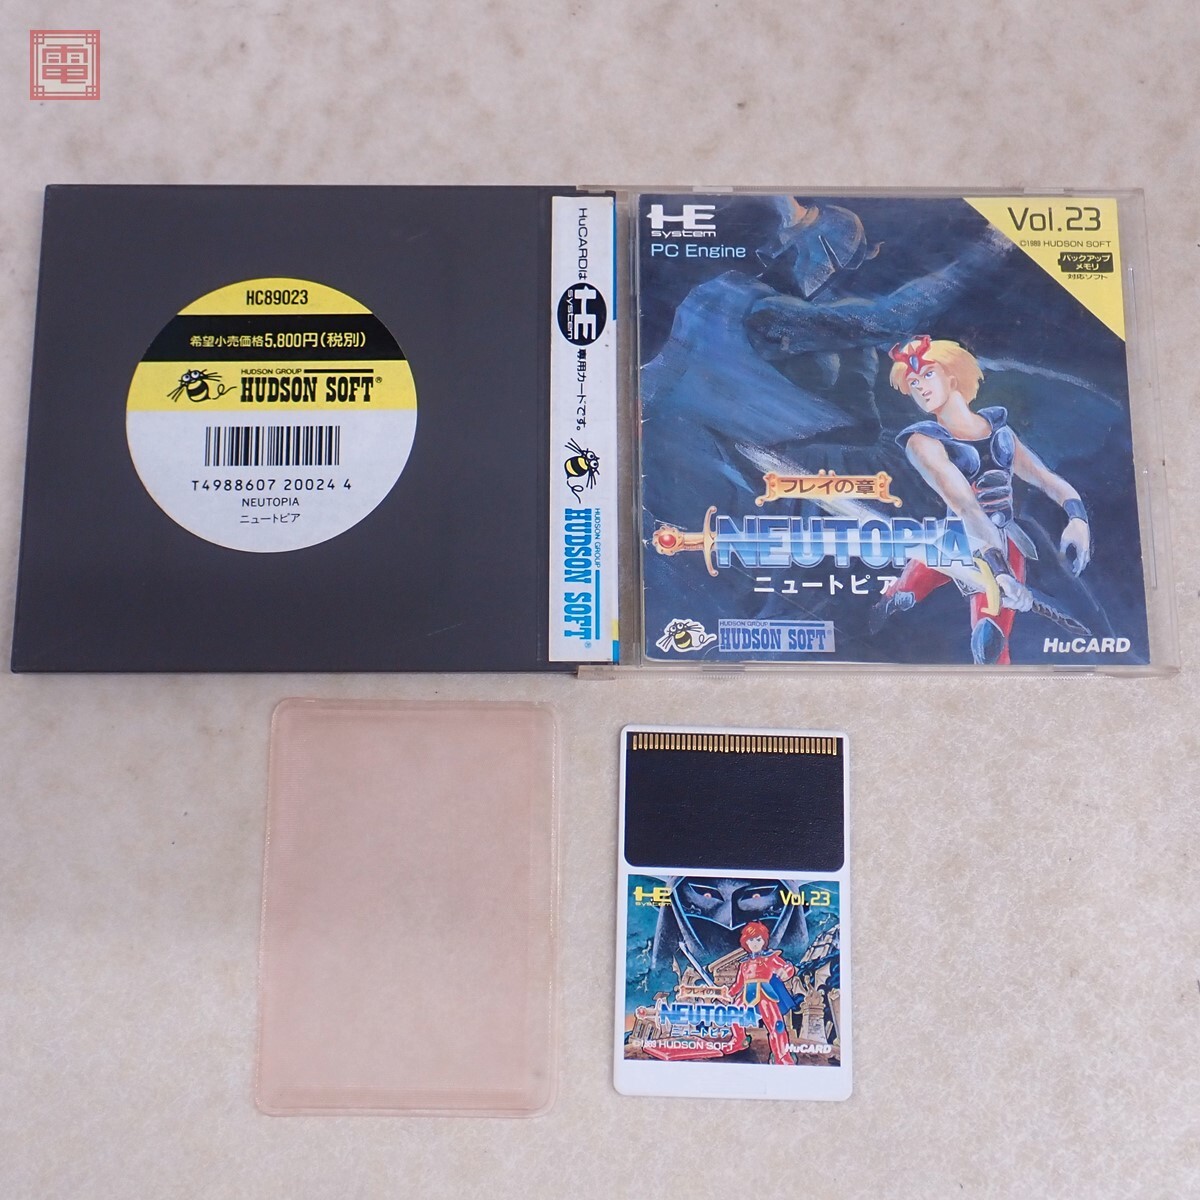 電
HC89023
希望小売価格5,800円(税別)
HUDSON GROUP
HUDSON SOFT®
T4988607 20024 4
NEUTOPIA
ニュートピア
HuCARDは
HE
system
専用カードです。
HUDSON GROUP
HUDSON SOFT®
HE
system
PC Engine
Vol.23
©1989 HUDSON SOFT
バックアップ
メモリ
対応ソフト
フレイの章
NEUTOPIA
ニュートピア
HUDSON GROUP
HUDSON SOFT®
HuCARD
HE
system
Vol.23
フレイの章
NEUTOPIA
ニュートピア
©1989 HUDSON SOFT
HuCARD